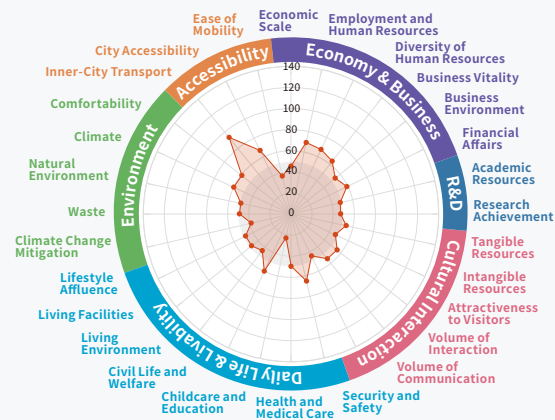 Economic
Scale
Employment and
Human Resources
Diversity of
Human Resources
Business Vitality
Business
Environment
Financial
Affairs
Academic
Resources
Research
Achievement
Tangible
Resources
Intangible
Resources
Attractiveness
to Visitors
Volume of
Interaction
Volume of
Communication
Security and
Safety
Health and
Medical Care
Childcare and
Education
Civil Life and
Welfare
Living
Environment
Living Facilities
Lifestyle
Affluence
Climate Change
Mitigation
Waste
Natural
Environment
Climate
Comfortability
Inner-City Transport
City Accessibility
Ease of
Mobility
Economy & Business
R&D
Cultural Interaction
Daily Life & Livability
Environment
Accessibility
140
120
100
80
60
40
20
0